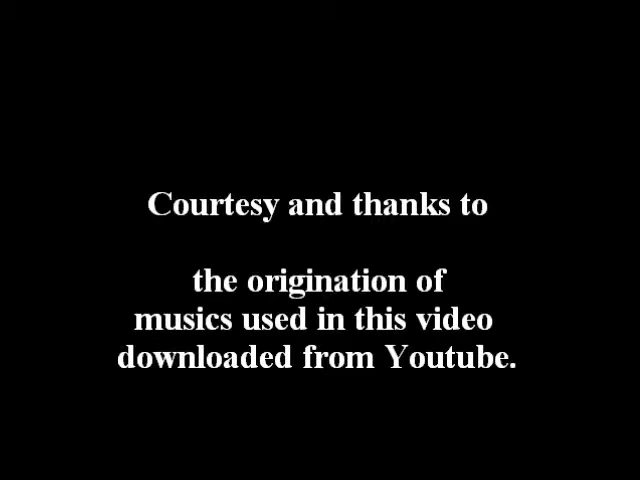 Courtesy and thanks to
the origination of
musics used in this video
downloaded from Youtube.